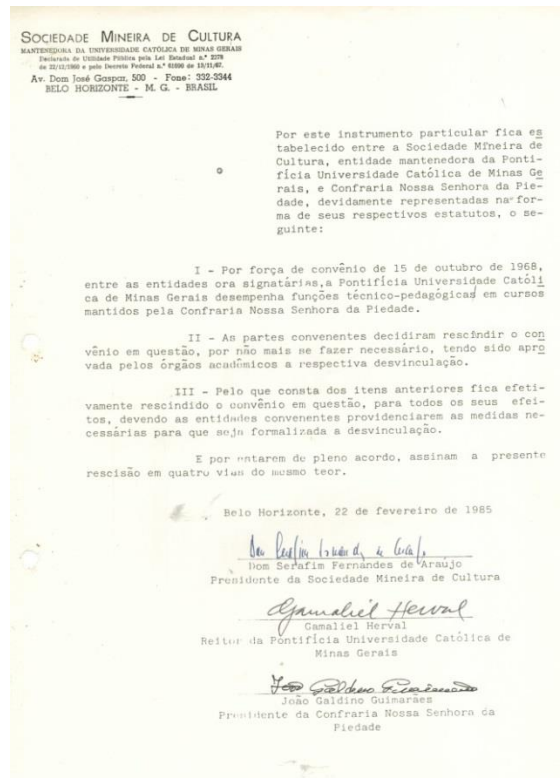 SOCIEDADE MINEIRA DE CULTURA
MANTENEDORA DA UNIVERSIDADE CATÓLICA DE MINAS GERAIS
Declarada de Utilidade Pública pela Lei Estadual n.º 2279
de 22/12/1960 e pelo Decreto Federal n.º 61690 de 13/11/67.
Av. Dom José Gaspar, 500 - Fone: 332-3344
BELO HORIZONTE - M. G. - BRASIL
Por este instrumento particular fica es
tabelecido entre a Sociedade Mineira de
Cultura, entidade mantenedora da Ponti-
fícia Universidade Católica de Minas Ge
rais, e Confraria Nossa Senhora da Pie-
dade, devidamente representadas na for-
ma de seus respectivos estatutos, o se-
guinte:
I - Por força de convênio de 15 de outubro de 1968,
entre as entidades ora signatárias, a Pontifícia Universidade Católi
ca de Minas Gerais desempenha funções técnico-pedagógicas em cursos
mantidos pela Confraria Nossa Senhora da Piedade.
II - As partes convenentes decidiram rescindir o con
vênio em questão, por não mais se fazer necessário, tendo sido apro
vada pelos órgãos acadêmicos a respectiva desvinculação.
III - Pelo que consta dos itens anteriores fica efeti-
vamente rescindido o convênio em questão, para todos os seus efei-
tos, devendo as entidades convenentes providenciarem as medidas ne-
cessárias para que seja formalizada a desvinculação.
E por estarem de pleno acordo, assinam a presente
rescisão em quatro vias do mesmo teor.
Belo Horizonte, 22 de fevereiro de 1985
Dom Serafim Fernandes de Araujo
Dom Serafim Fernandes de Araujo
Presidente da Sociedade Mineira de Cultura
Gamaliel Herval
Gamaliel Herval
Reitor da Pontifícia Universidade Católica de
Minas Gerais
João Galdino Guimarães
João Galdino Guimarães
Presidente da Confraria Nossa Senhora da
Piedade